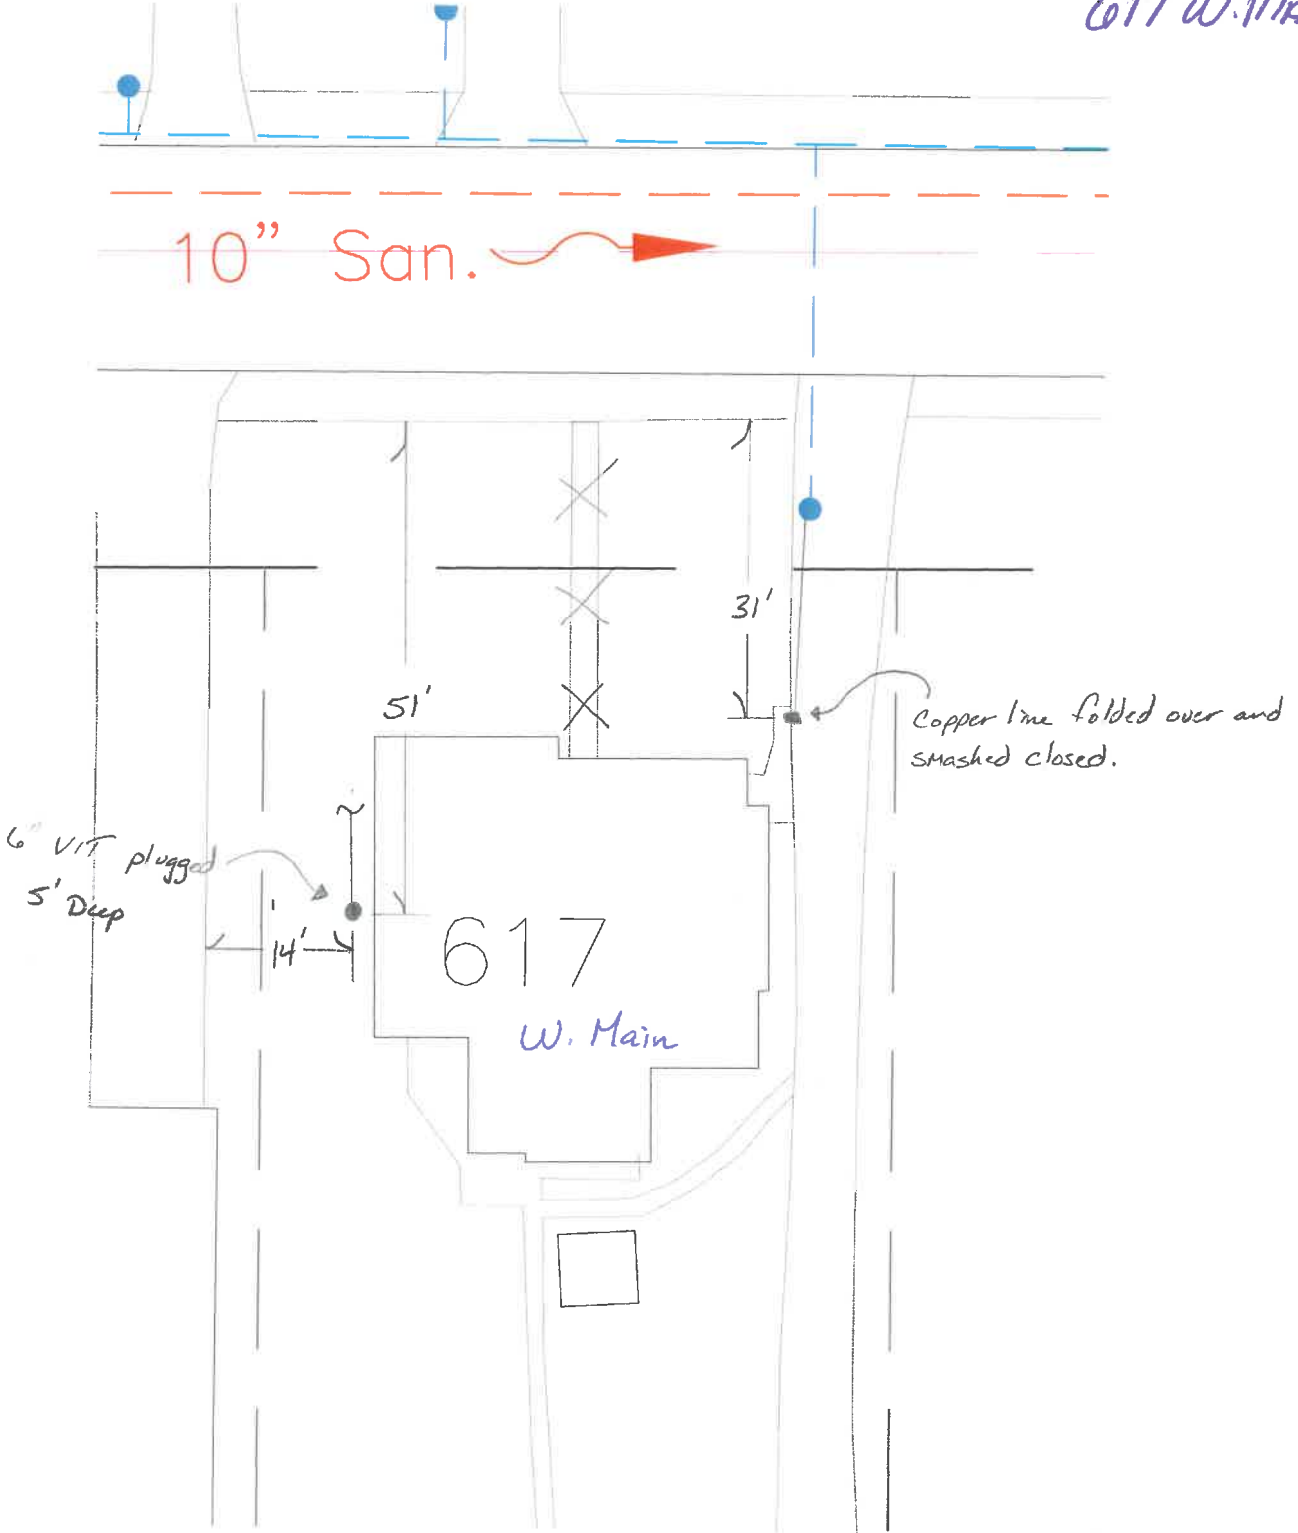 617 W.
10” San.
31'
51'
Copper line folded over and
smashed closed.
6" VIT plugged
5' Deep
14'
617
W. Main